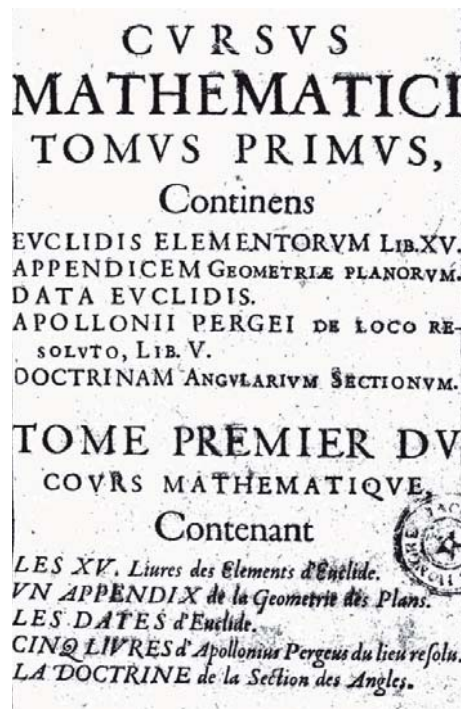 CVRSVS
MATHEMATICI
TOMVS PRIMVS,
Continens
EVCLIDIS ELEMENTORVM LIB.XV.
APPENDICEM GEOMETRIÆ PLANORVM.
DATA EVCLIDIS.
APOLLONII PERGEI DE LOCO RE-
SOLVTO, LIB. V.
DOCTRINAM ANGVLARIVM SECTIONVM.
TOME PREMIER DV
COVRS MATHEMATIQVE,
Contenant
LES XV. Liures des Elements d'Euclide.
VN APPENDIX de la Geometrie des Plans.
LES DATES d'Euclide.
CINQ LIVRES d'Apollonius Pergeus du lieu resolu.
LA DOCTRINE de la Section des Angles.